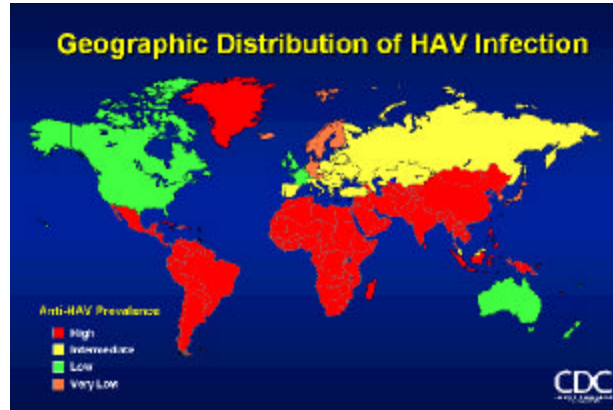 Geographic Distribution of HAV Infection
Anti-HAV Prevalence
High
Intermediate
Low
Very Low
CDC